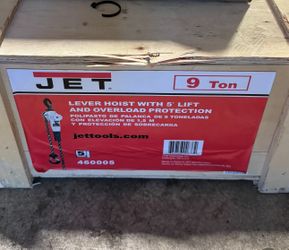 JET
9 Ton
LEVER HOIST WITH 5' LIFT
AND OVERLOAD PROTECTION
POLIPASTO DE PALANCA DE 9 TONELADAS
CON ELEVACIÓN DE 1,5 M
Y PROTECCIÓN DE SOBRECARGA
jettools.com
460005